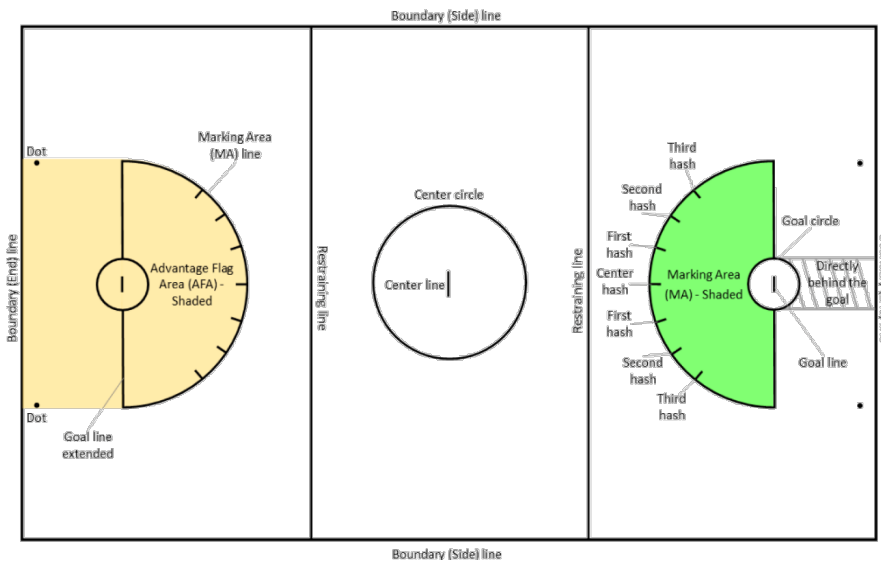 Boundary (Side) line
Dot
Marking Area
(MA) line
Third
hash
Center circle
Second
hash
Goal circle
First
hash
Boundary (End) line
Advantage Flag
Area (AFA) -
Shaded
Restraining line
Center line
Restraining line
Center
hash
Marking Area
(MA) - Shaded
Directly
behind the
goal
First
hash
Second
hash
Goal line
Third
hash
Dot
Goal line
extended
Boundary (Side) line